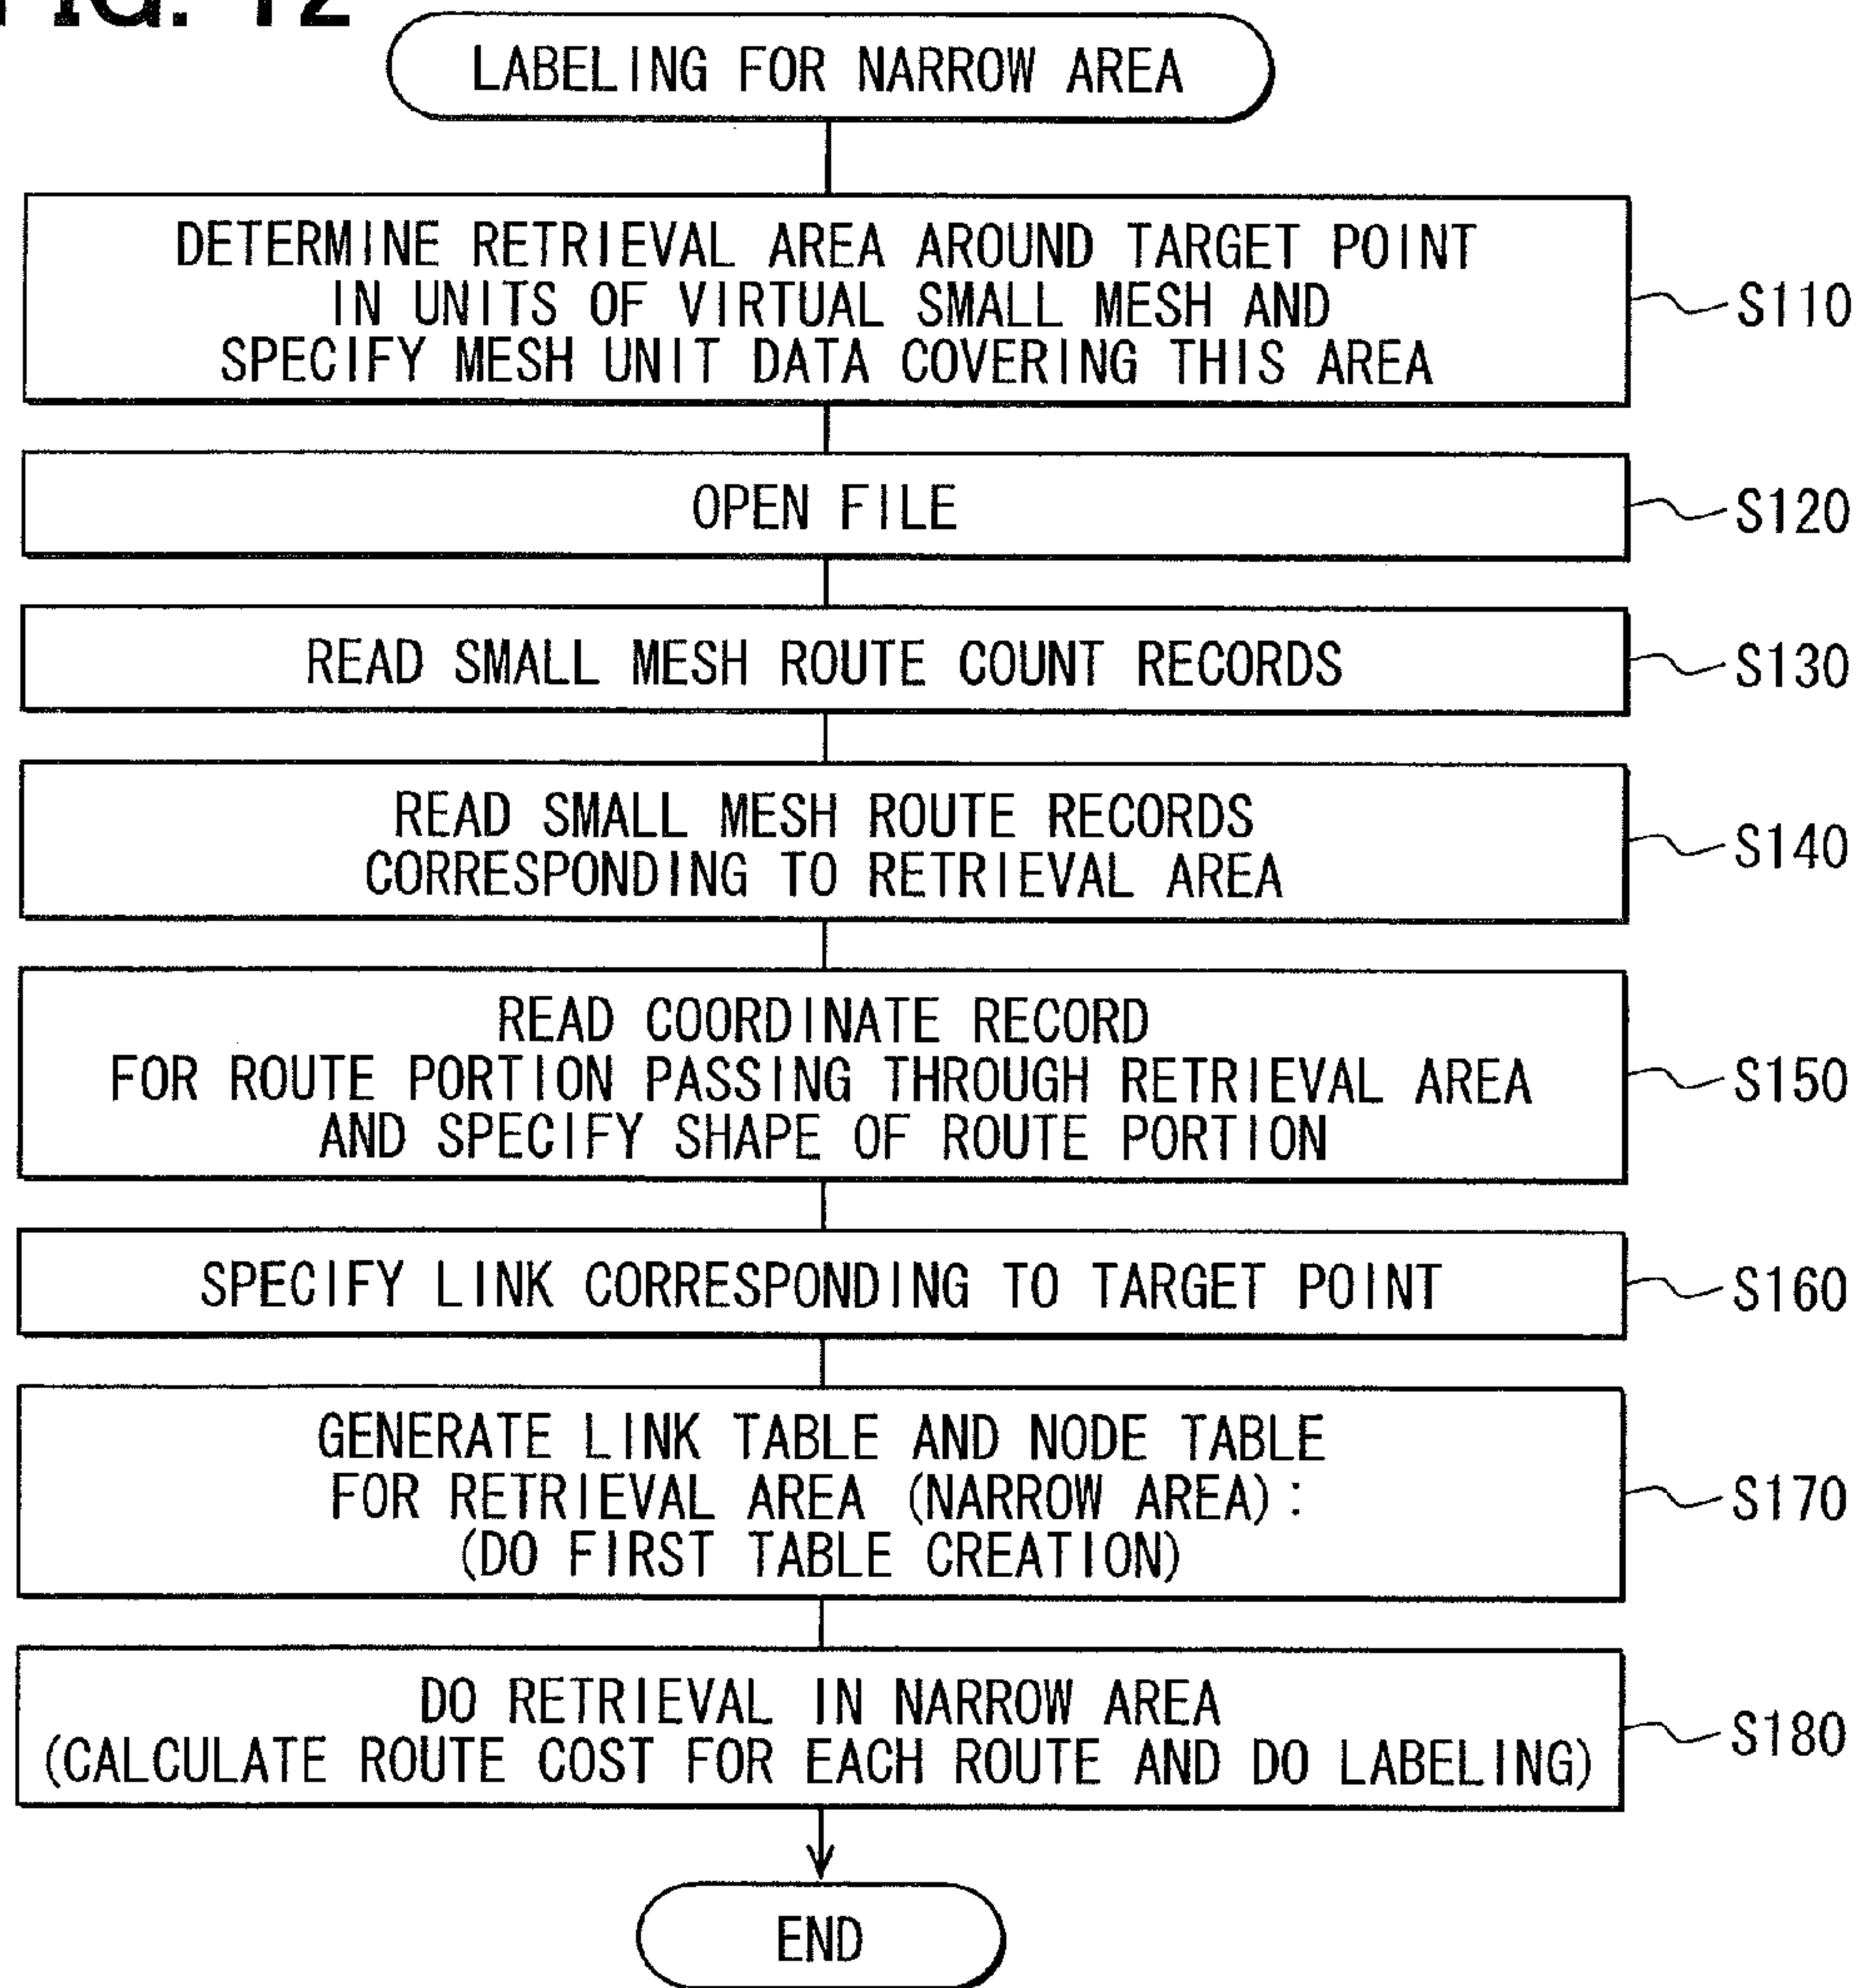 FIG. 12
LABELING FOR NARROW AREA
DETERMINE RETRIEVAL AREA AROUND TARGET POINT
IN UNITS OF VIRTUAL SMALL MESH AND
SPECIFY MESH UNIT DATA COVERING THIS AREA
S110
OPEN FILE
S120
READ SMALL MESH ROUTE COUNT RECORDS
S130
READ SMALL MESH ROUTE RECORDS
CORRESPONDING TO RETRIEVAL AREA
S140
READ COORDINATE RECORD
FOR ROUTE PORTION PASSING THROUGH RETRIEVAL AREA
AND SPECIFY SHAPE OF ROUTE PORTION
S150
SPECIFY LINK CORRESPONDING TO TARGET POINT
S160
GENERATE LINK TABLE AND NODE TABLE
FOR RETRIEVAL AREA (NARROW AREA):
(DO FIRST TABLE CREATION)
S170
DO RETRIEVAL IN NARROW AREA
(CALCULATE ROUTE COST FOR EACH ROUTE AND DO LABELING)
S180
END